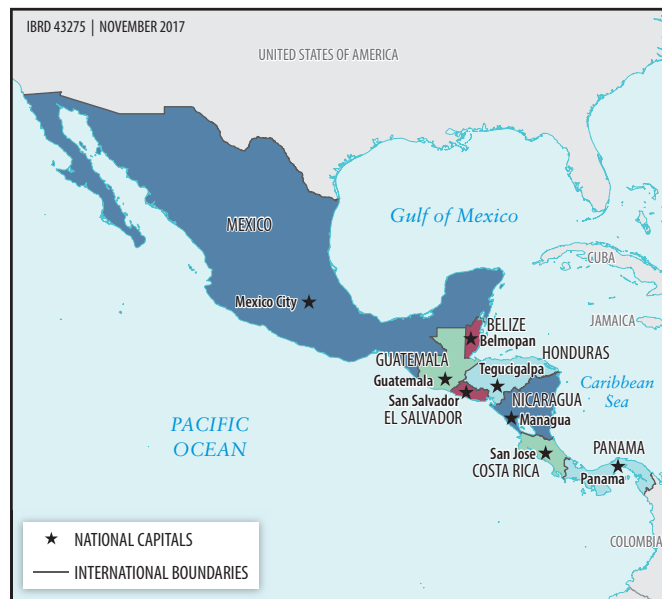 IBRD 43275 | NOVEMBER 2017
UNITED STATES OF AMERICA
Gulf of Mexico
MEXICO
CUBA
Mexico City
JAMAICA
BELIZE
Belmopan
HONDURAS
GUATEMALA
Tegucigalpa
Guatemala
Caribbean
Sea
San Salvador
NICARAGUA
EL SALVADOR
Managua
PACIFIC
OCEAN
PANAMA
San Jose
COSTA RICA
Panama
COLOMBIA
NATIONAL CAPITALS
INTERNATIONAL BOUNDARIES